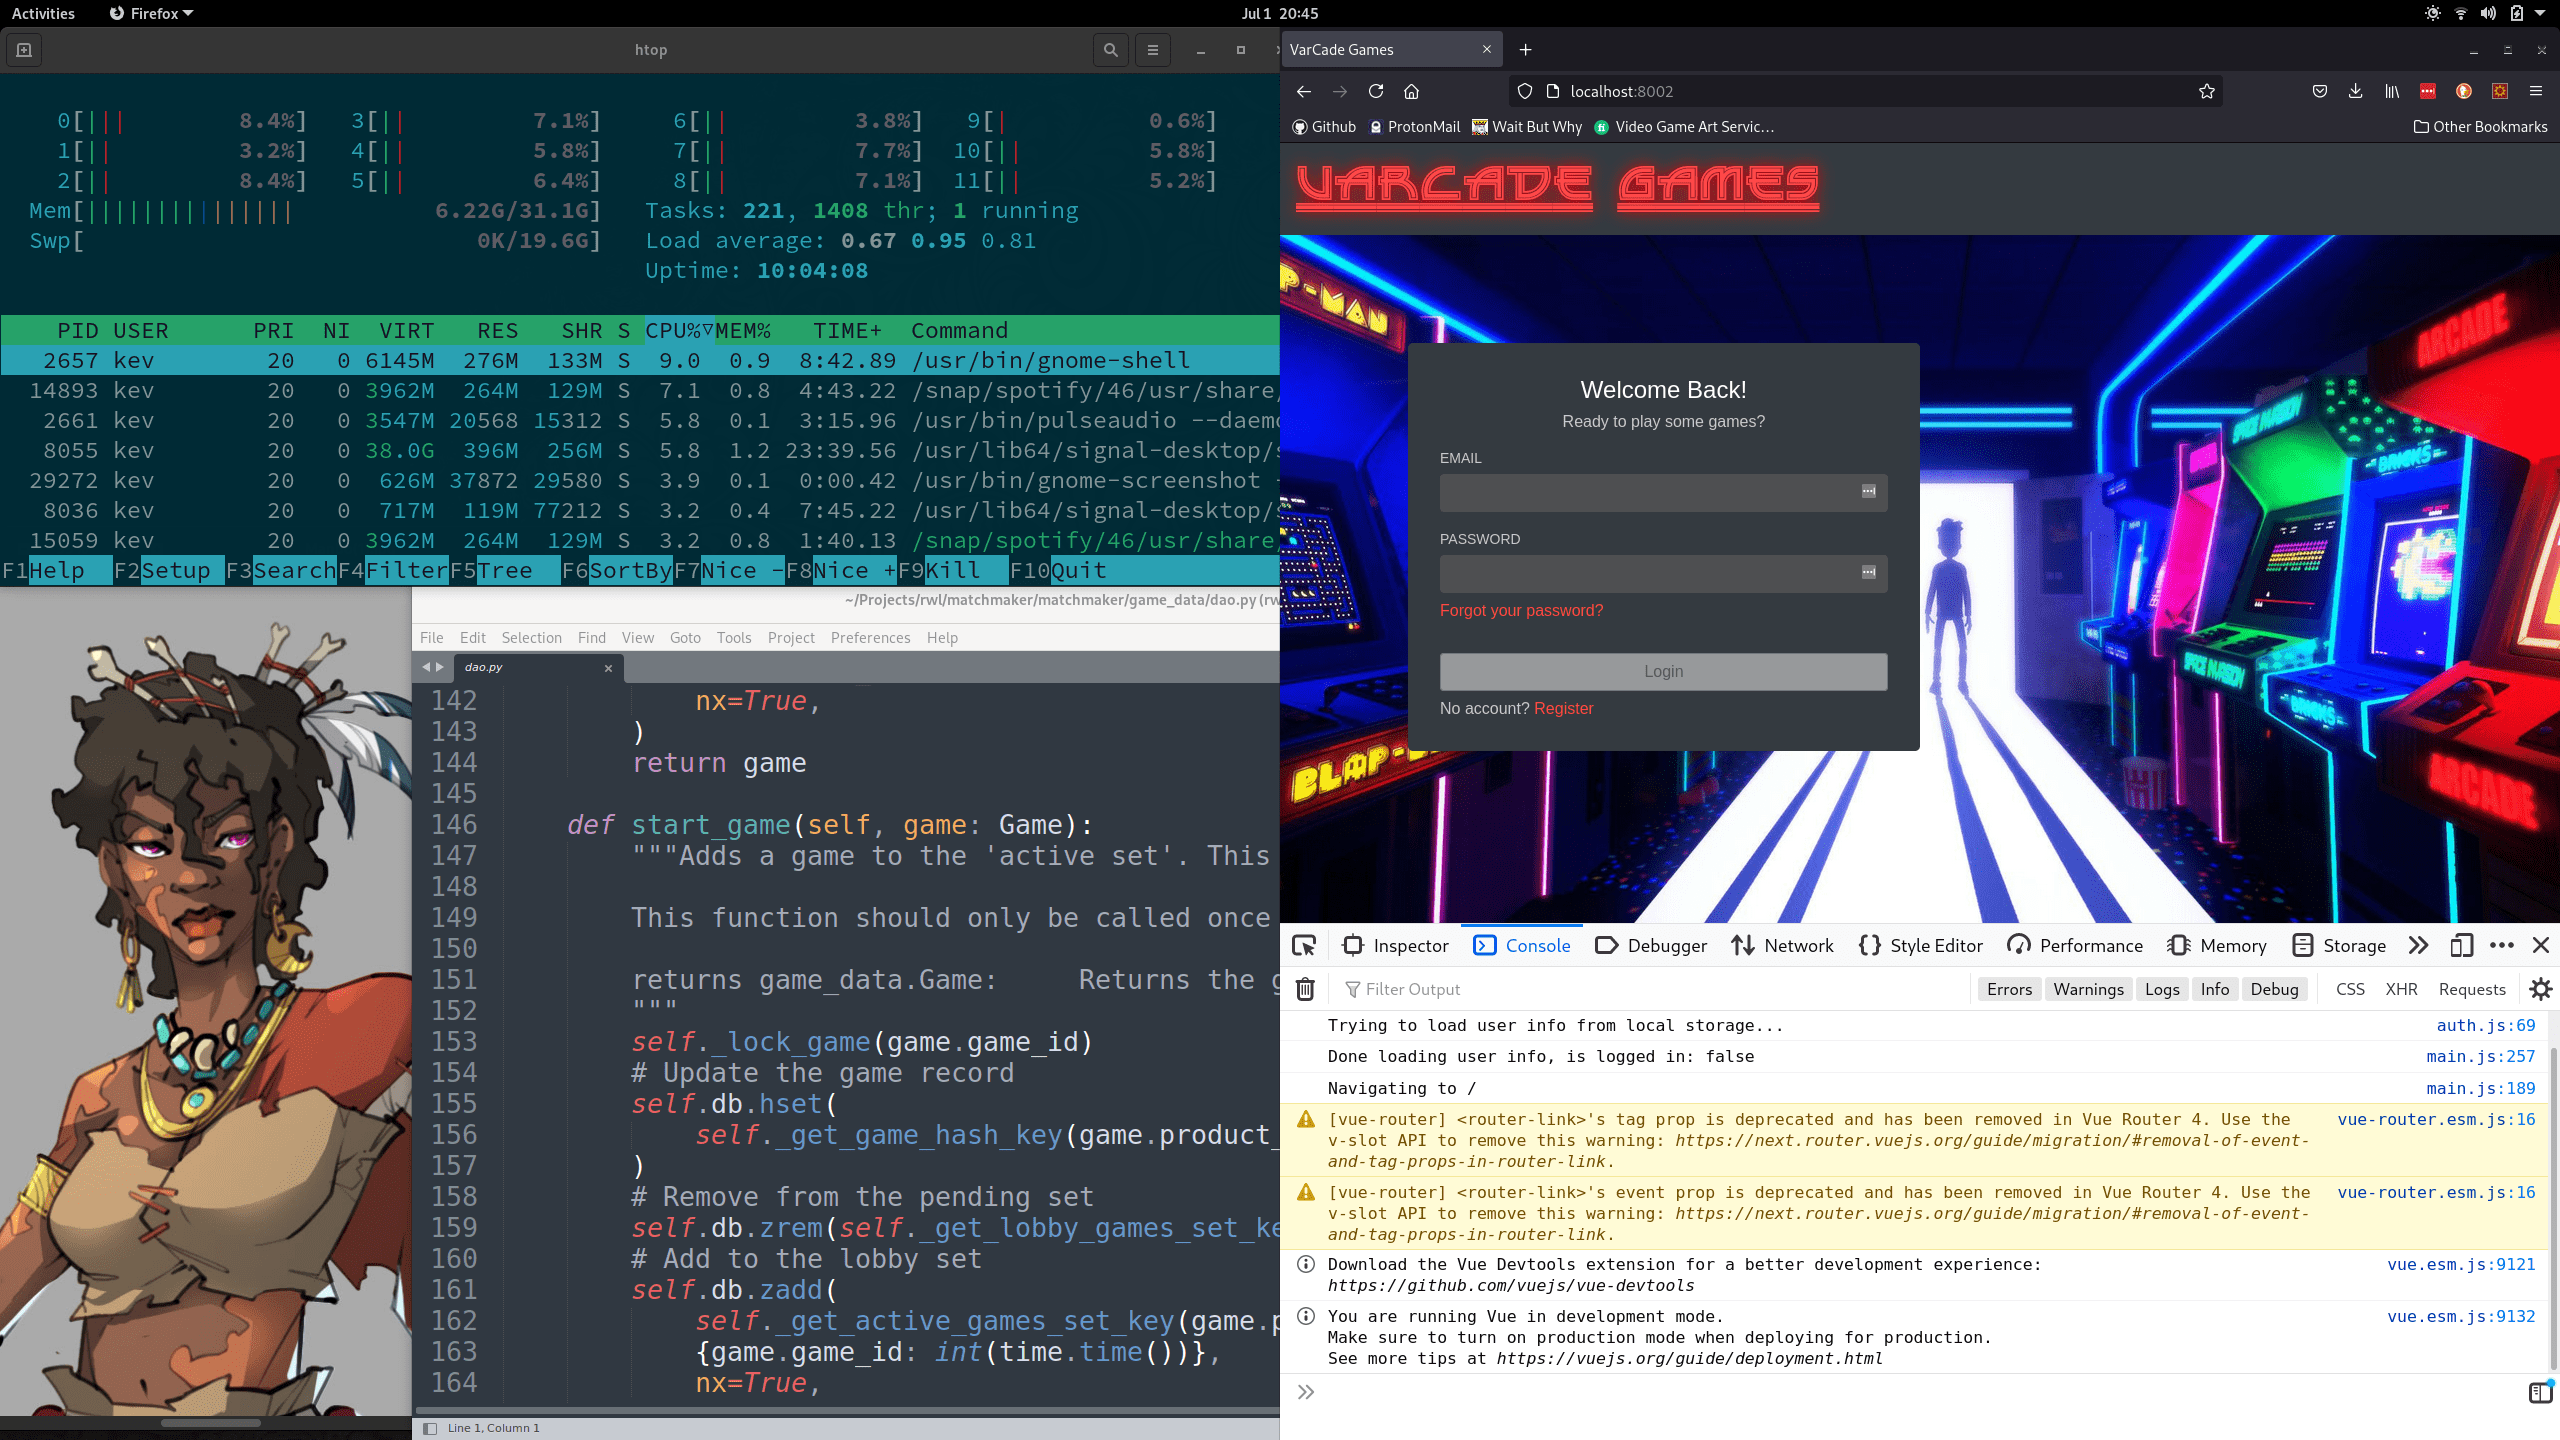 Activities Firefox Jul 1 20:45
htop
0[||| 8.4%] 3[|| 7.1%] 6[|| 3.8%] 9[| 0.6%]
1[|| 3.2%] 4[|| 5.8%] 7[|| 7.7%] 10[|| 5.8%]
2[|| 8.4%] 5[|| 6.4%] 8[|| 7.1%] 11[|| 5.2%]
Mem[|||||||||||||||| 6.22G/31.1G] Tasks: 221, 1408 thr; 1 running
Swp[ 0K/19.6G] Load average: 0.67 0.95 0.81
Uptime: 10:04:08
PID USER PRI NI VIRT RES SHR S CPU%▽MEM% TIME+ Command
2657 kev 20 0 6145M 276M 133M S 9.0 0.9 8:42.89 /usr/bin/gnome-shell
14893 kev 20 0 3962M 264M 129M S 7.1 0.8 4:43.22 /snap/spotify/46/usr/share/
2661 kev 20 0 3547M 20568 15312 S 5.8 0.1 3:15.96 /usr/bin/pulseaudio --daemo
8055 kev 20 0 38.0G 396M 256M S 5.8 1.2 23:39.56 /usr/lib64/signal-desktop/s
29272 kev 20 0 626M 37872 29580 S 3.9 0.1 0:00.42 /usr/bin/gnome-screenshot -
8036 kev 20 0 717M 119M 77212 S 3.2 0.4 7:45.22 /usr/lib64/signal-desktop/s
15059 kev 20 0 3962M 264M 129M S 3.2 0.8 1:40.13 /snap/spotify/46/usr/share/
F1Help F2Setup F3SearchF4FilterF5Tree F6SortByF7Nice -F8Nice +F9Kill F10Quit
~/Projects/rwl/matchmaker/matchmaker/game_data/dao.py (rw
File Edit Selection Find View Goto Tools Project Preferences Help
dao.py
142 nx=True,
143 )
144 return game
145
146 def start_game(self, game: Game):
147 """Adds a game to the 'active set'. This
148
149 This function should only be called once
150
151 returns game_data.Game: Returns the g
152 """
153 self._lock_game(game.game_id)
154 # Update the game record
155 self.db.hset(
156 self._get_game_hash_key(game.product_
157 )
158 # Remove from the pending set
159 self.db.zrem(self._get_lobby_games_set_ke
160 # Add to the lobby set
161 self.db.zadd(
162 self._get_active_games_set_key(game.p
163 {game.game_id: int(time.time())},
164 nx=True,
Line 1, Column 1
VarCade Games
localhost:8002
Github ProtonMail Wait But Why Video Game Art Servic… Other Bookmarks
VARCADE GAMES
Welcome Back!
Ready to play some games?
EMAIL
PASSWORD
Forgot your password?
Login
No account? Register
P-MAN
BLAP-
SPACE INVASION
BRICKS
ARCADE
SPACE INVASION
BRICKS
ARCADE
Inspector Console Debugger Network Style Editor Performance Memory Storage
Filter Output Errors Warnings Logs Info Debug CSS XHR Requests
Trying to load user info from local storage... auth.js:69
Done loading user info, is logged in: false main.js:257
Navigating to / main.js:189
[vue-router] <router-link>'s tag prop is deprecated and has been removed in Vue Router 4. Use the vue-router.esm.js:16
v-slot API to remove this warning: https://next.router.vuejs.org/guide/migration/#removal-of-event-
and-tag-props-in-router-link.
[vue-router] <router-link>'s event prop is deprecated and has been removed in Vue Router 4. Use the vue-router.esm.js:16
v-slot API to remove this warning: https://next.router.vuejs.org/guide/migration/#removal-of-event-
and-tag-props-in-router-link.
Download the Vue Devtools extension for a better development experience: vue.esm.js:9121
https://github.com/vuejs/vue-devtools
You are running Vue in development mode. vue.esm.js:9132
Make sure to turn on production mode when deploying for production.
See more tips at https://vuejs.org/guide/deployment.html